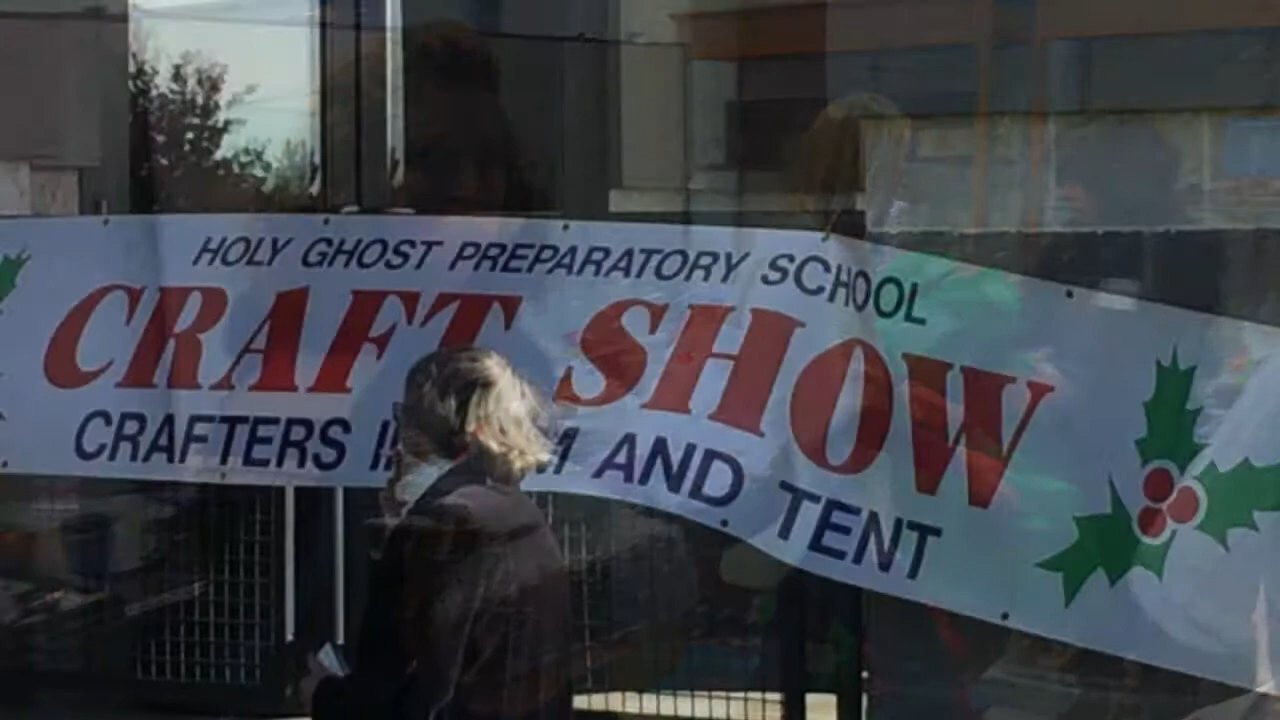 HOLY GHOST PREPARATORY SCHOOL
CRAFT SHOW
CRAFTERS AND TENT